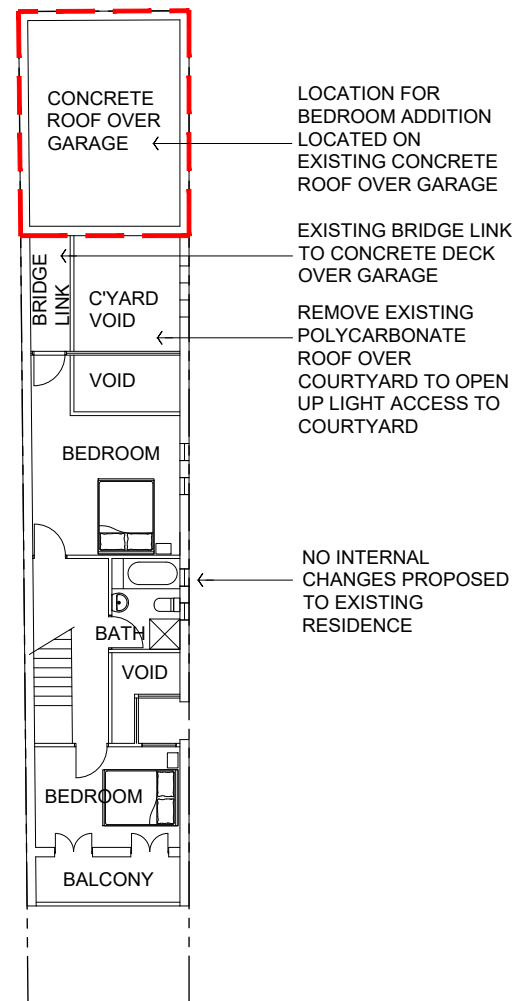 CONCRETE
ROOF OVER
GARAGE
LOCATION FOR
BEDROOM ADDITION
LOCATED ON
EXISTING CONCRETE
ROOF OVER GARAGE
BRIDGE
LINK
EXISTING BRIDGE LINK
TO CONCRETE DECK
OVER GARAGE
C'YARD
VOID
REMOVE EXISTING
POLYCARBONATE
ROOF OVER
COURTYARD TO OPEN
UP LIGHT ACCESS TO
COURTYARD
VOID
BEDROOM
NO INTERNAL
CHANGES PROPOSED
TO EXISTING
RESIDENCE
BATH
VOID
BEDROOM
BALCONY